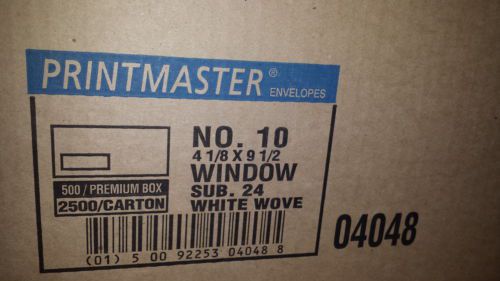 PRINTMASTER®
ENVELOPES
NO. 10
4 1/8 X 9 1/2
WINDOW
SUB. 24
WHITE WOVE
500 / PREMIUM BOX
2500/CARTON
(01) 5 00 92253 04048 8
04048